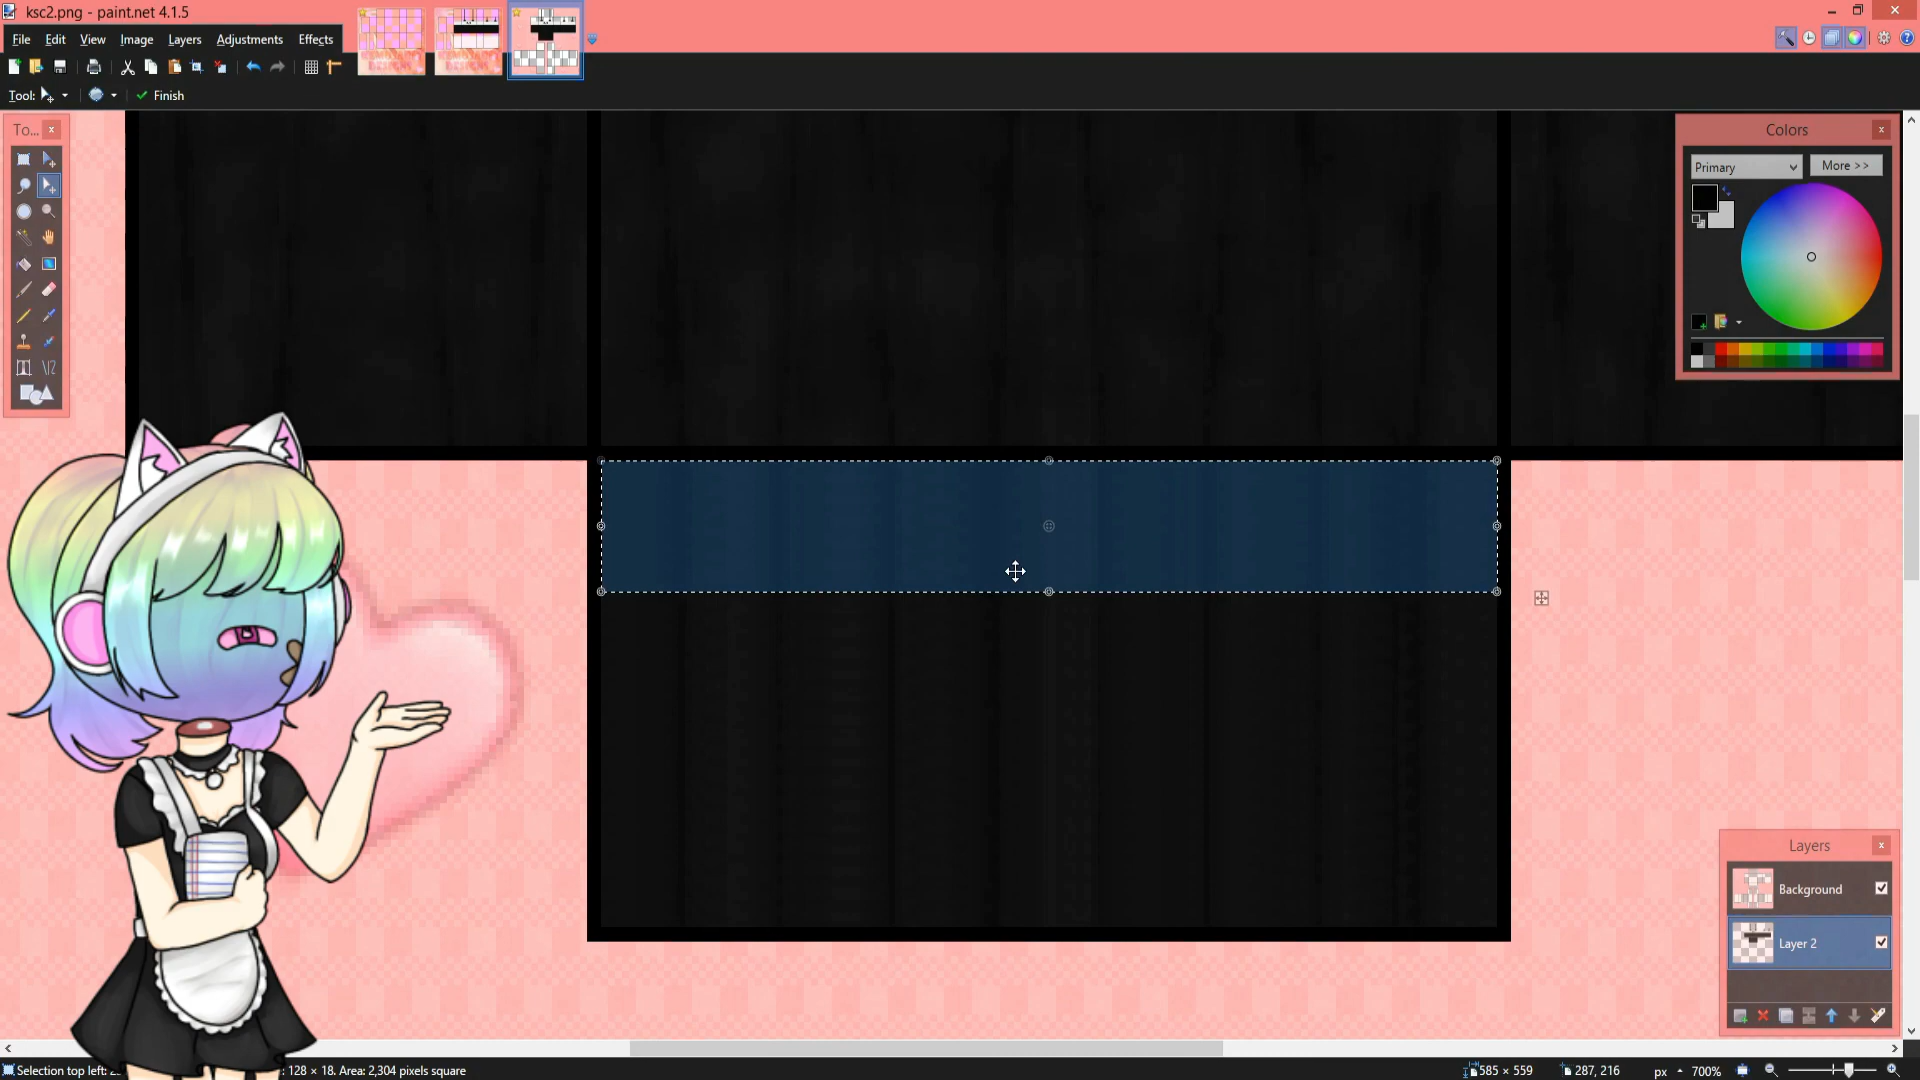 ksc2.png - paint.net 4.1.5
File Edit View Image Layers Adjustments Effects
Tool: Finish
To...
Colors
Primary More >>
Layers
Background
Layer 2
Selection top left: 2
: 128 × 18. Area: 2,304 pixels square
585 × 559 287, 216 px 700%